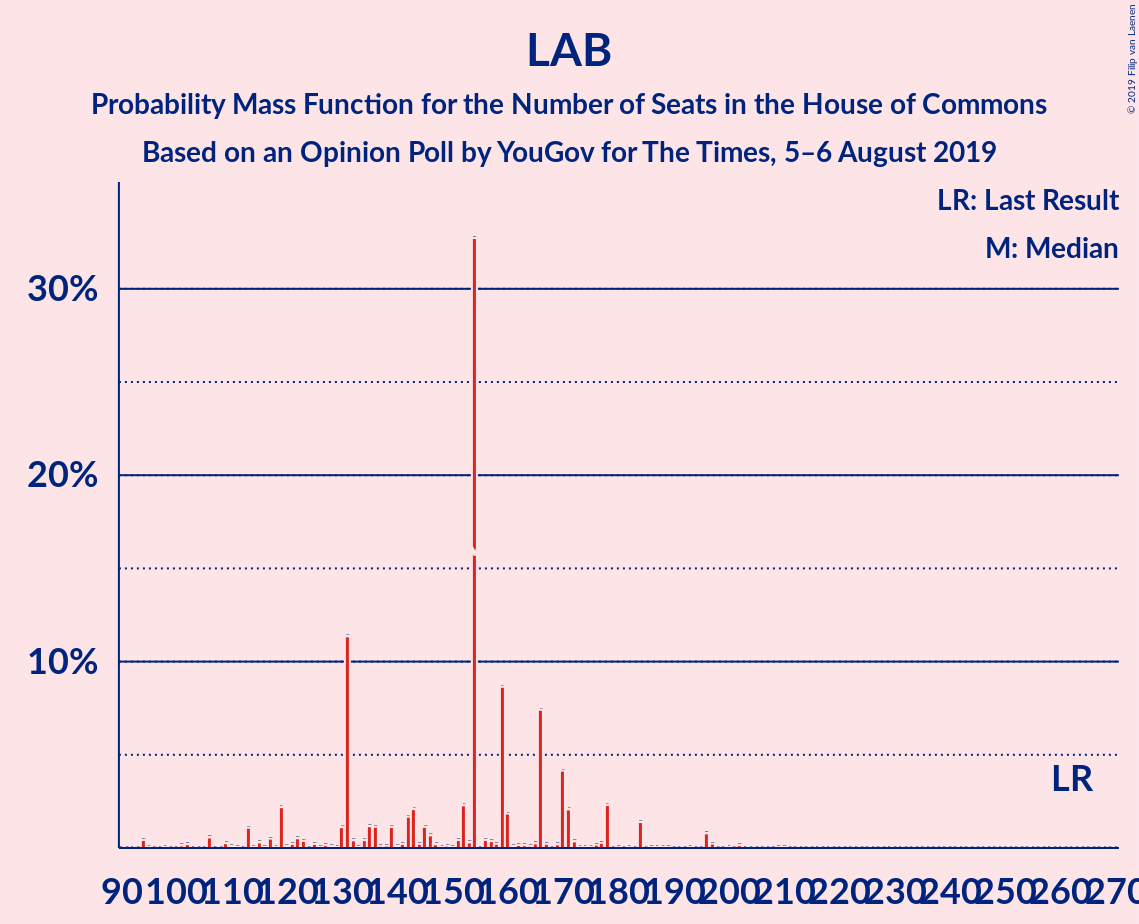 LAB
Probability Mass Function for the Number of Seats in the House of Commons
Based on an Opinion Poll by YouGov for The Times, 5–6 August 2019
© 2019 Filip van Laenen
LR: Last Result
M: Median
30%
20%
10%
LR
90 100 110 120 130 140 150 160 170 180 190 200 210 220 230 240 250 260 270